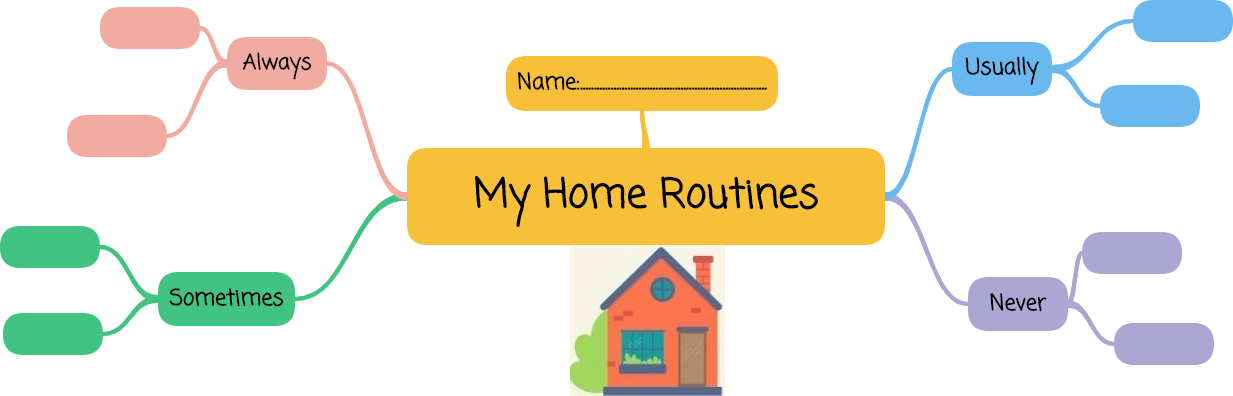 Name:..........................................................................
My Home Routines
Always
Sometimes
Usually
Never